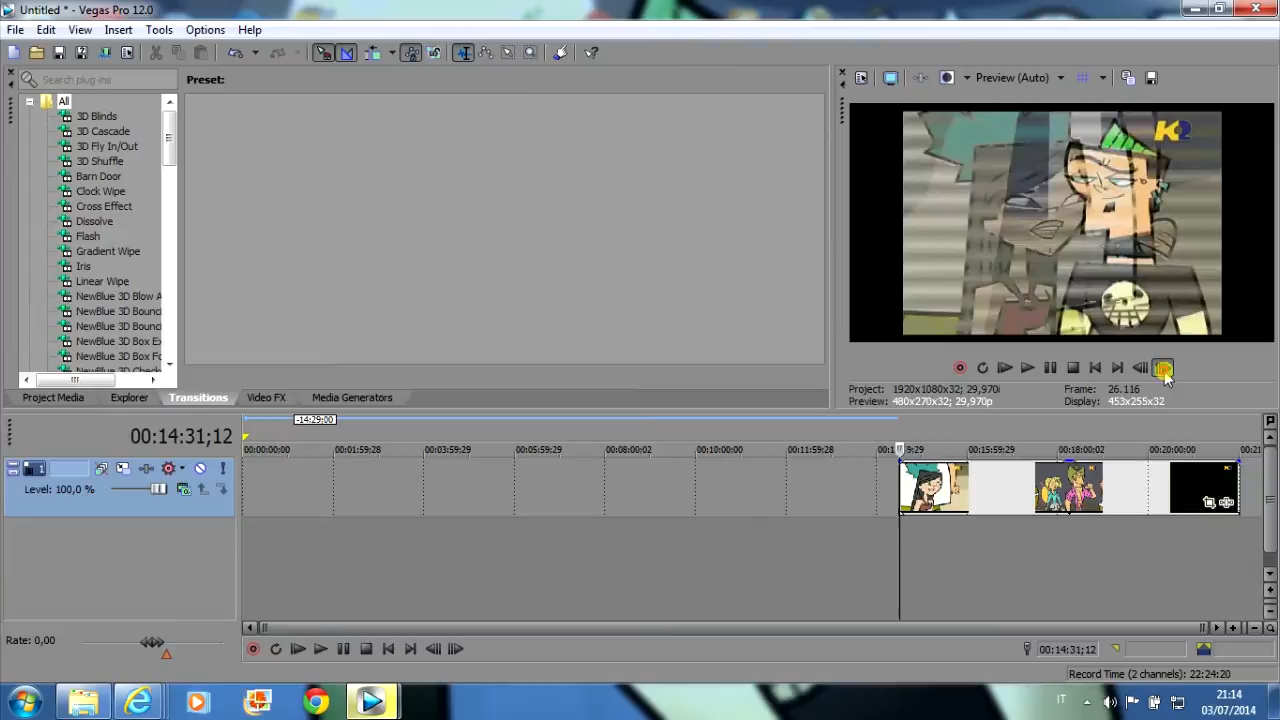 Untitled * - Vegas Pro 12.0
File Edit View Insert Tools Options Help
Search plug-ins
Preset:
Preview (Auto)
All
3D Blinds
3D Cascade
3D Fly In/Out
3D Shuffle
Barn Door
Clock Wipe
Cross Effect
Dissolve
Flash
Gradient Wipe
Iris
Linear Wipe
NewBlue 3D Blow A
NewBlue 3D Bound
NewBlue 3D Bounc
NewBlue 3D Box Ex
NewBlue 3D Box Fo
K2
Project: 1920x1080x32; 29,970i
Frame: 26.116
Preview: 480x270x32; 29,970p
Display: 453x255x32
Project Media Explorer Transitions Video FX Media Generators
-14:29;00
00:14:31;12
00:00:00;00 00:01:59;28 00:03:59;29 00:05:59;29 00:08:00;02 00:10:00;00 00:11:59;28 00:15:59;29 00:18:00;02 00:20:00;00
1
Level: 100,0 %
Rate: 0,00
00:14:31;12
Record Time (2 channels): 22:24:20
IT
21:14
03/07/2014